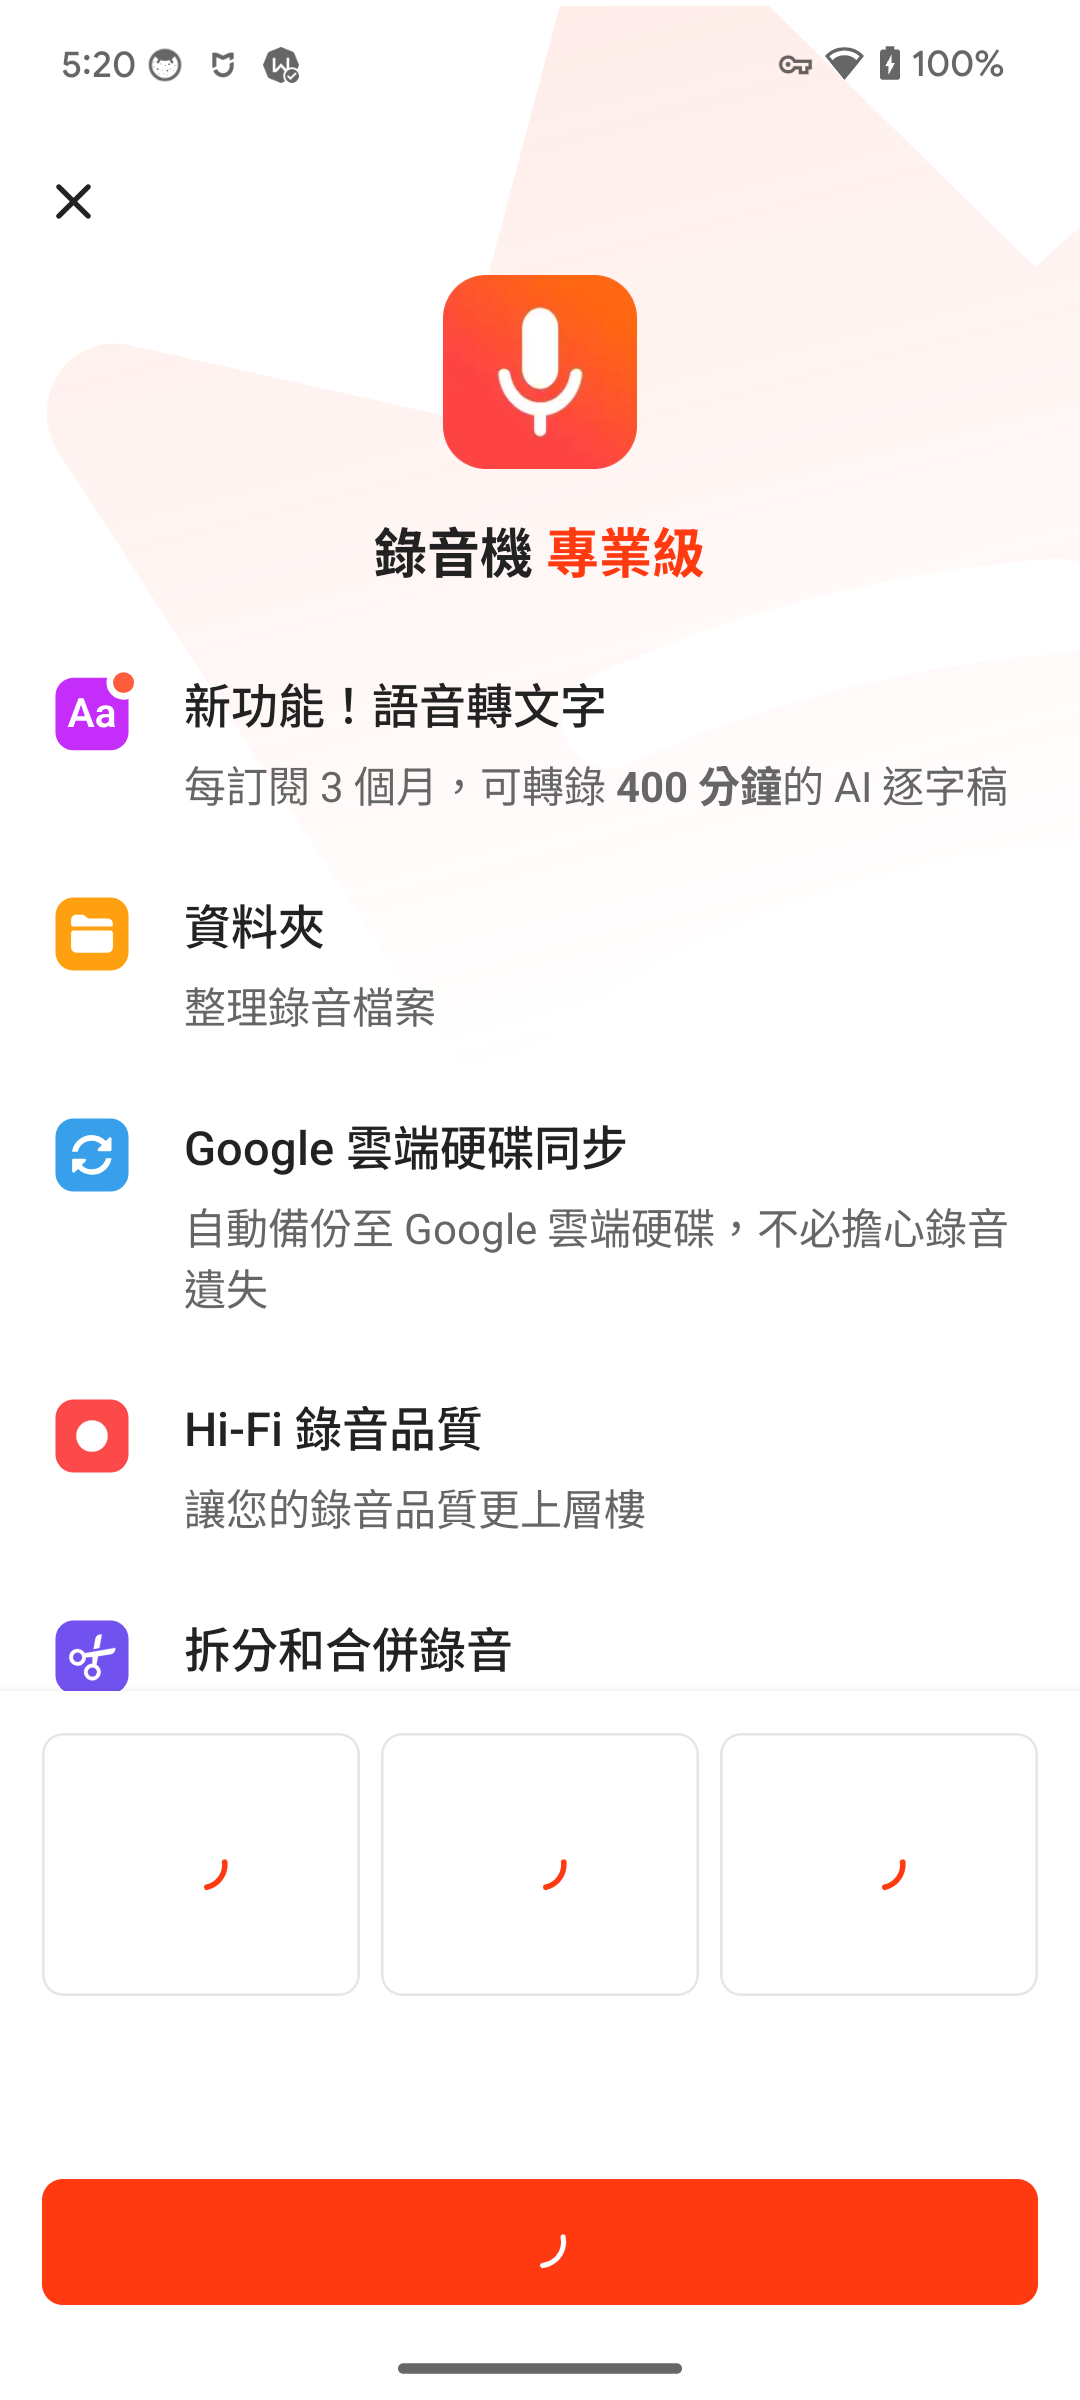 5:20
100%
錄音機 專業級
Aa
新功能！語音轉文字
每訂閱 3 個月，可轉錄 400 分鐘的 AI 逐字稿
資料夾
整理錄音檔案
Google 雲端硬碟同步
自動備份至 Google 雲端硬碟，不必擔心錄音
遺失
Hi-Fi 錄音品質
讓您的錄音品質更上層樓
拆分和合併錄音